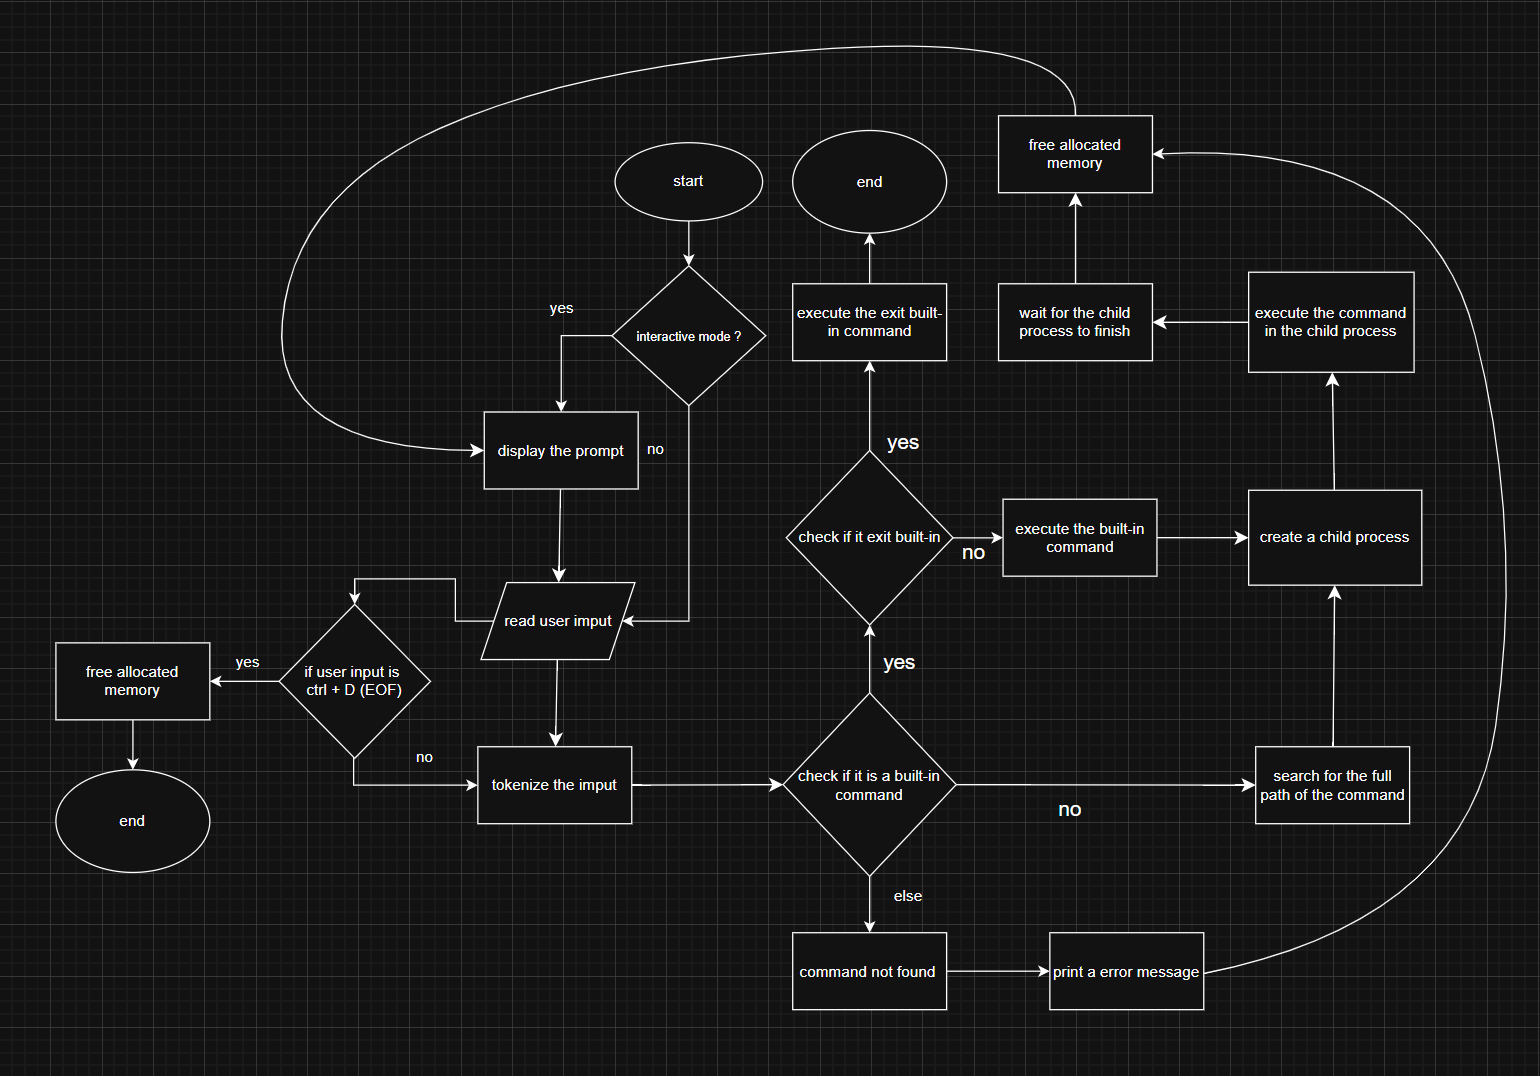 start
end
free allocated
memory
yes
interactive mode ?
execute the exit built-
in command
wait for the child
process to finish
execute the command
in the child process
display the prompt
no
yes
check if it exit built-in
no
execute the built-in
command
create a child process
read user imput
free allocated
memory
yes
if user input is
ctrl + D (EOF)
yes
no
tokenize the imput
check if it is a built-in
command
no
search for the full
path of the command
end
else
command not found
print a error message